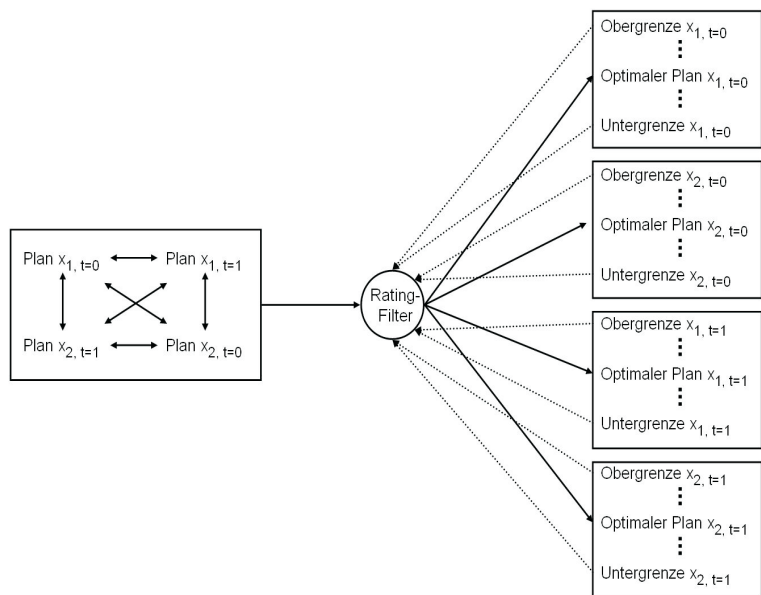 Plan x1, t=0 Plan x1, t=1
Plan x2, t=1 Plan x2, t=0
Rating-
Filter
Obergrenze x1, t=0
Optimaler Plan x1, t=0
Untergrenze x1, t=0
Obergrenze x2, t=0
Optimaler Plan x2, t=0
Untergrenze x2, t=0
Obergrenze x1, t=1
Optimaler Plan x1, t=1
Untergrenze x1, t=1
Obergrenze x2, t=1
Optimaler Plan x2, t=1
Untergrenze x2, t=1